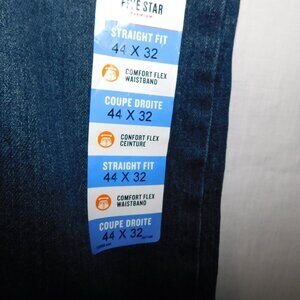 FIVE STAR
STRAIGHT FIT
44 X 32
COMFORT FLEX
WAISTBAND
COUPE DROITE
44 X 32
CONFORT FLEX
CEINTURE
STRAIGHT FIT
44 X 32
COMFORT FLEX
WAISTBAND
COUPE DROITE
44 X 32